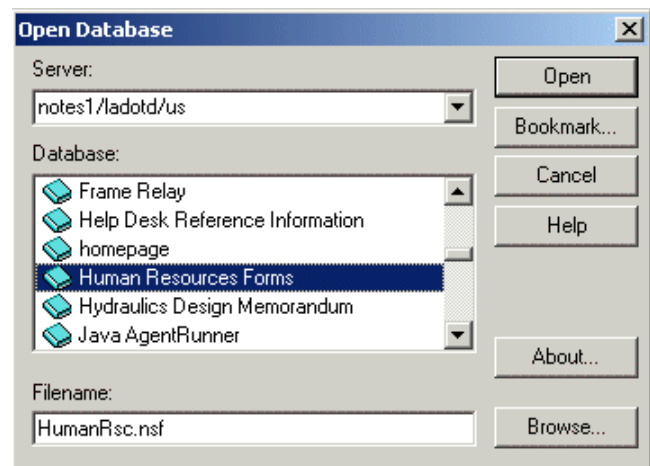 Open Database
Server:
notes1/ladotd/us
Database:
Frame Relay
Help Desk Reference Information
homepage
Human Resources Forms
Hydraulics Design Memorandum
Java AgentRunner
Filename:
HumanRsc.nsf
Open
Bookmark...
Cancel
Help
About...
Browse...